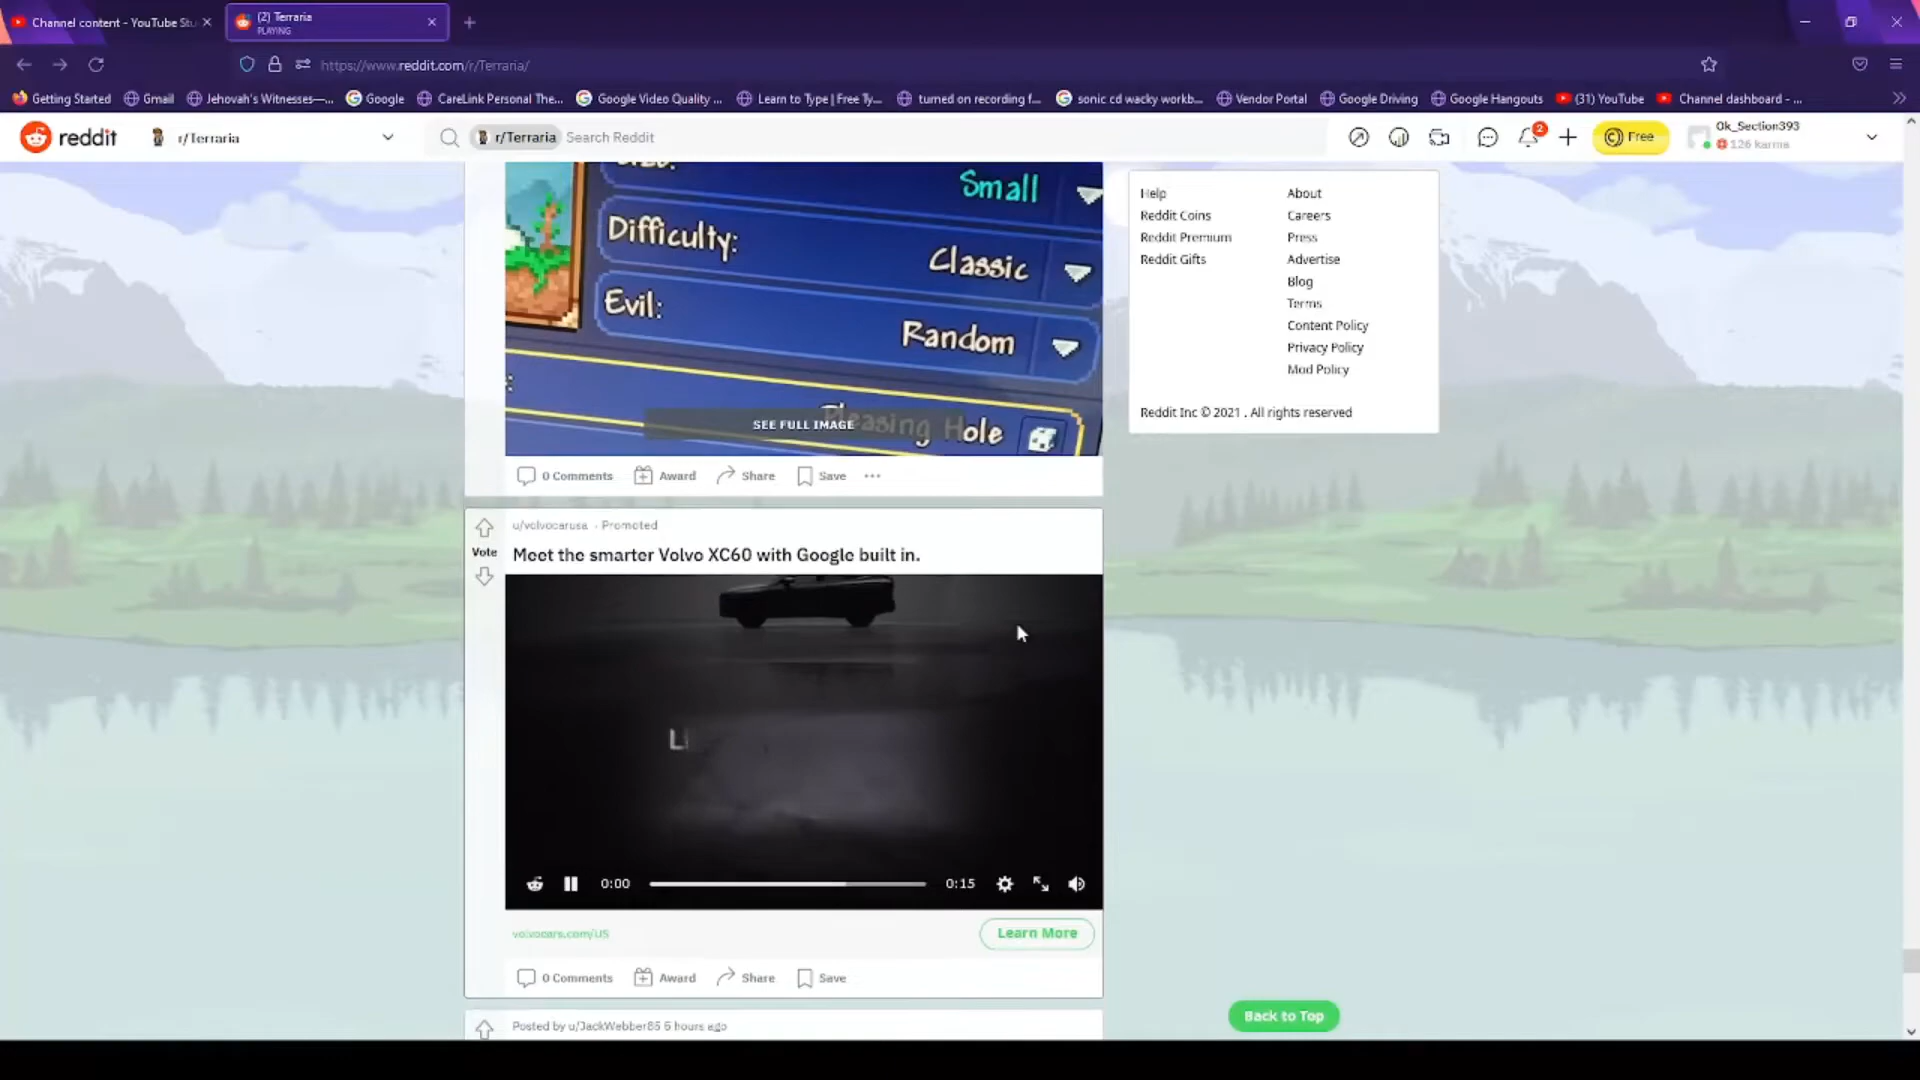 Channel content - YouTube Stu
(2) Terraria
PLAYING
https://www.reddit.com/r/Terraria/
Getting Started
Gmail
Jehovah's Witnesses—...
Google
CareLink Personal The...
Google Video Quality ...
Learn to Type | Free Ty...
turned on recording f...
sonic cd wacky workb...
Vendor Portal
Google Driving
Google Hangouts
(31) YouTube
Channel dashboard - ...
reddit
r/Terraria
r/Terraria Search Reddit
2
Free
Ok_Section393
126 karma
Small
Difficulty:
Classic
Evil:
Random
Pleasing Hole
SEE FULL IMAGE
0 Comments
Award
Share
Save
Help
Reddit Coins
Reddit Premium
Reddit Gifts
About
Careers
Press
Advertise
Blog
Terms
Content Policy
Privacy Policy
Mod Policy
Reddit Inc © 2021 . All rights reserved
u/volvocarusa · Promoted
Vote
Meet the smarter Volvo XC60 with Google built in.
LI
0:00
0:15
volvocars.com/US
Learn More
0 Comments
Award
Share
Save
Posted by u/JackWebber85 5 hours ago
Back to Top